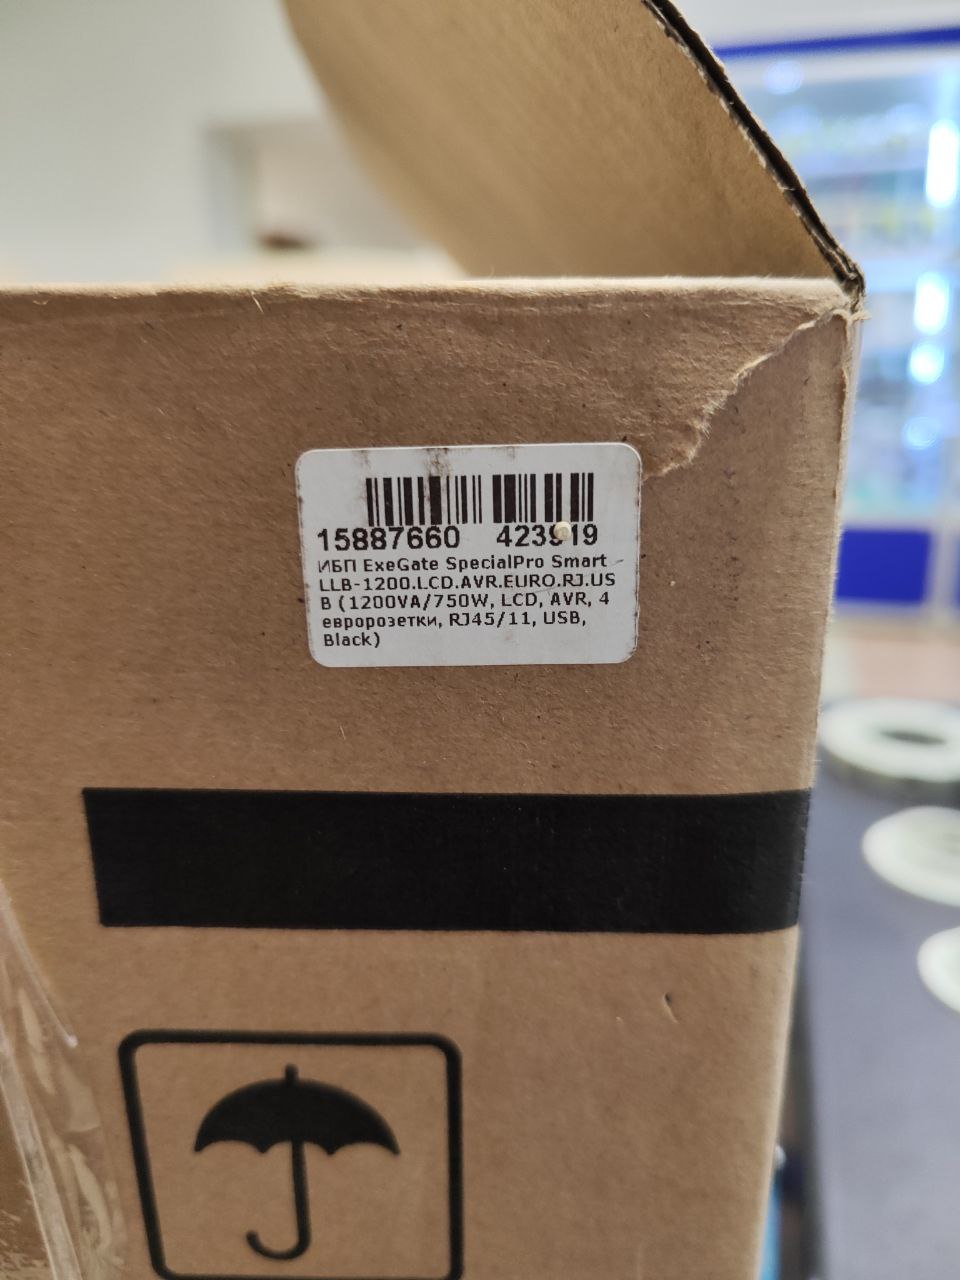 15887660 423919
ИБП ExeGate SpecialPro Smart
LLB-1200.LCD.AVR.EURO.RJ.US
B (1200VA/750W, LCD, AVR, 4
евророзетки, RJ45/11, USB,
Black)